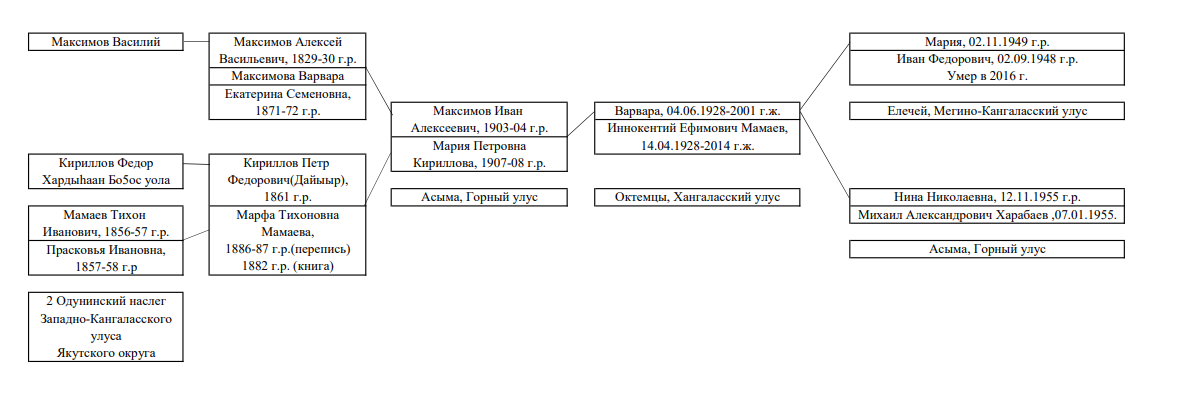 Максимов Василий
Максимов Алексей
Васильевич, 1829-30 г.р.
Максимова Варвара
Екатерина Семеновна,
1871-72 г.р.
Кириллов Федор
Хардыһаан Бо5ос уола
Мамаев Тихон
Иванович, 1856-57 г.р.
Прасковья Ивановна,
1857-58 г.р
Кириллов Петр
Федорович(Дайыыр),
1861 г.р.
Марфа Тихоновна
Мамаева,
1886-87 г.р.(перепись)
1882 г.р. (книга)
2 Одунинский наслег
Западно-Кангаласского
улуса
Якутского округа
Максимов Иван
Алексеевич, 1903-04 г.р.
Мария Петровна
Кириллова, 1907-08 г.р.
Асыма, Горный улус
Варвара, 04.06.1928-2001 г.ж.
Иннокентий Ефимович Мамаев,
14.04.1928-2014 г.ж.
Октемцы, Хангаласский улус
Мария, 02.11.1949 г.р.
Иван Федорович, 02.09.1948 г.р.
Умер в 2016 г.
Елечей, Мегино-Кангаласский улус
Нина Николаевна, 12.11.1955 г.р.
Михаил Александрович Харабаев ,07.01.1955.
Асыма, Горный улус